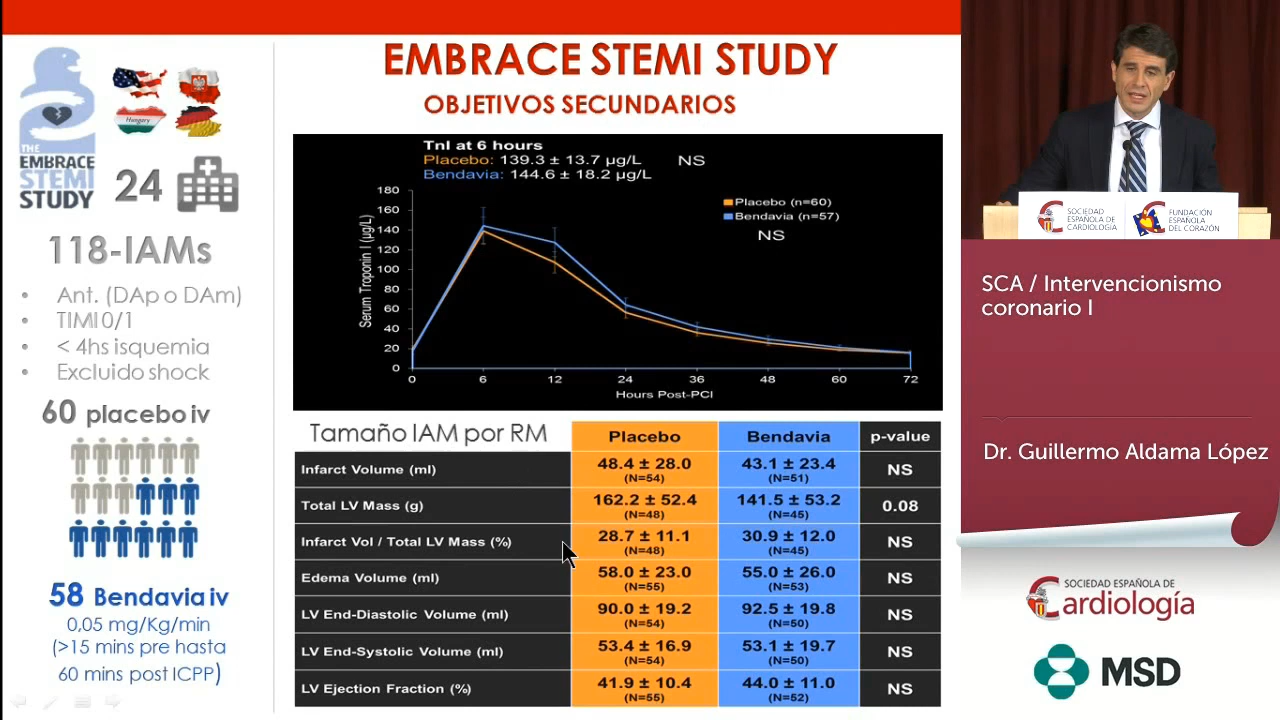 EMBRACE STEMI STUDY
OBJETIVOS SECUNDARIOS
Hungary
THE
EMBRACE
STEMI
STUDY
24
118-IAMs
• Ant. (DAp o DAm)
• TIMI 0/1
• < 4hs isquemia
• Excluido shock
60 placebo iv
58 Bendavia iv
0,05 mg/Kg/min
(>15 mins pre hasta
60 mins post ICPP)
TnI at 6 hours
Placebo: 139.3 ± 13.7 µg/L NS
Bendavia: 144.6 ± 18.2 µg/L
Placebo (n=60)
Bendavia (n=57)
NS
Serum Troponin I (µg/L)
180
160
140
120
100
80
60
40
20
0
0 6 12 24 36 48 60 72
Hours Post-PCI
Tamaño IAM por RM Placebo Bendavia p-value
Infarct Volume (ml) 48.4 ± 28.0 (N=54) 43.1 ± 23.4 (N=51) NS
Total LV Mass (g) 162.2 ± 52.4 (N=48) 141.5 ± 53.2 (N=45) 0.08
Infarct Vol / Total LV Mass (%) 28.7 ± 11.1 (N=48) 30.9 ± 12.0 (N=45) NS
Edema Volume (ml) 58.0 ± 23.0 (N=55) 55.0 ± 26.0 (N=53) NS
LV End-Diastolic Volume (ml) 90.0 ± 19.2 (N=54) 92.5 ± 19.8 (N=50) NS
LV End-Systolic Volume (ml) 53.4 ± 16.9 (N=54) 53.1 ± 19.7 (N=50) NS
LV Ejection Fraction (%) 41.9 ± 10.4 (N=55) 44.0 ± 11.0 (N=52) NS
SOCIEDAD
ESPAÑOLA DE
CARDIOLOGÍA
FUNDACIÓN
ESPAÑOLA
DEL CORAZÓN
SCA / Intervencionismo
coronario I
Dr. Guillermo Aldama López
SOCIEDAD ESPAÑOLA DE
Cardiología
MSD